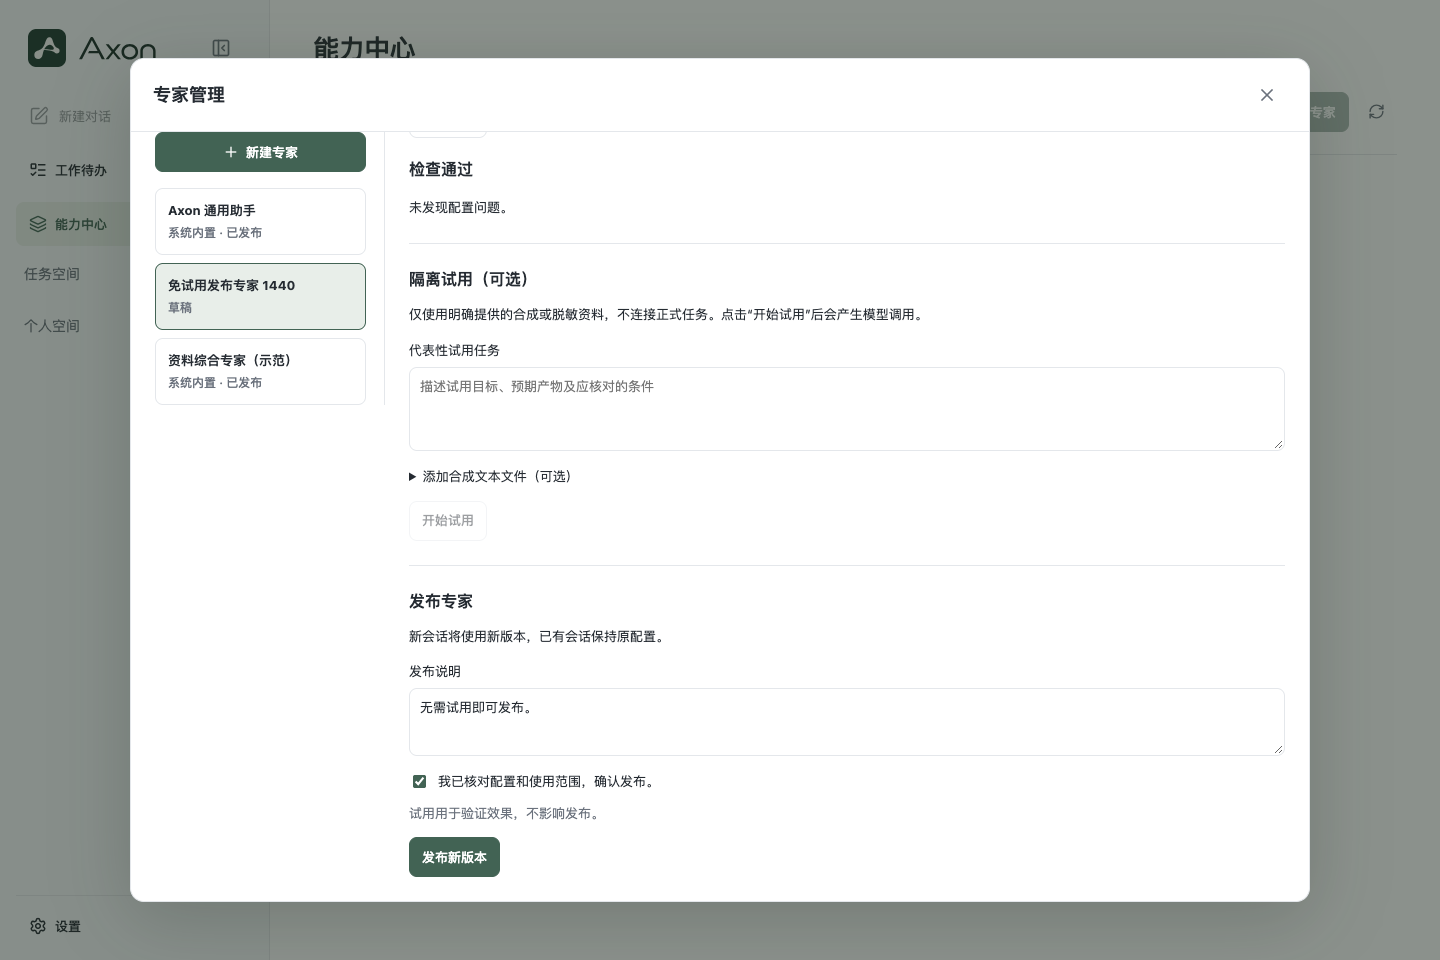 Axon
能力中心
新建对话
工作待办
能力中心
任务空间
个人空间
设置
专家
专家管理
新建专家
Axon 通用助手
系统内置 · 已发布
免试用发布专家 1440
草稿
资料综合专家（示范）
系统内置 · 已发布
检查通过
未发现配置问题。
隔离试用（可选）
仅使用明确提供的合成或脱敏资料，不连接正式任务。点击“开始试用”后会产生模型调用。
代表性试用任务
描述试用目标、预期产物及应核对的条件
添加合成文本文件（可选）
开始试用
发布专家
新会话将使用新版本，已有会话保持原配置。
发布说明
无需试用即可发布。
我已核对配置和使用范围，确认发布。
试用用于验证效果，不影响发布。
发布新版本